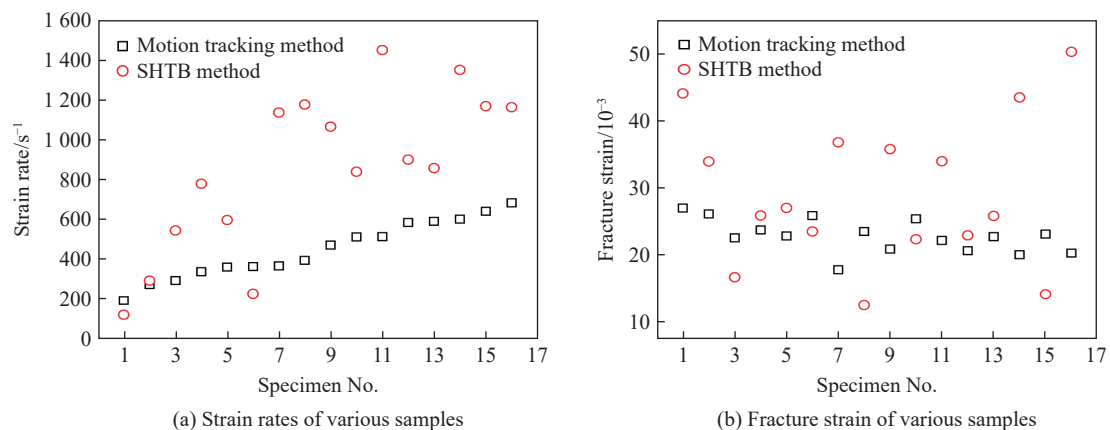 1 600
1 400
1 200
1 000
800
600
400
200
0
Strain rate/s⁻¹
Motion tracking method
SHTB method
1 3 5 7 9 11 13 15 17
Specimen No.
(a) Strain rates of various samples
50
40
30
20
10
Fracture strain/10⁻³
Motion tracking method
SHTB method
1 3 5 7 9 11 13 15 17
Specimen No.
(b) Fracture strain of various samples